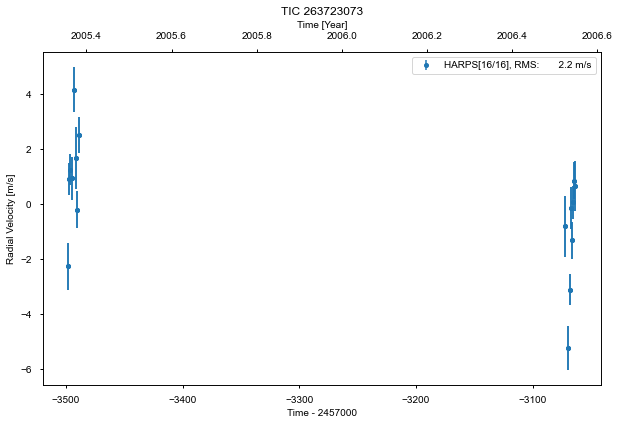 TIC 263723073
Time [Year]
2005.4 2005.6 2005.8 2006.0 2006.2 2006.4 2006.6
HARPS[16/16], RMS: 2.2 m/s
Radial Velocity [m/s]
4
2
0
−2
−4
−6
−3500 −3400 −3300 −3200 −3100
Time - 2457000